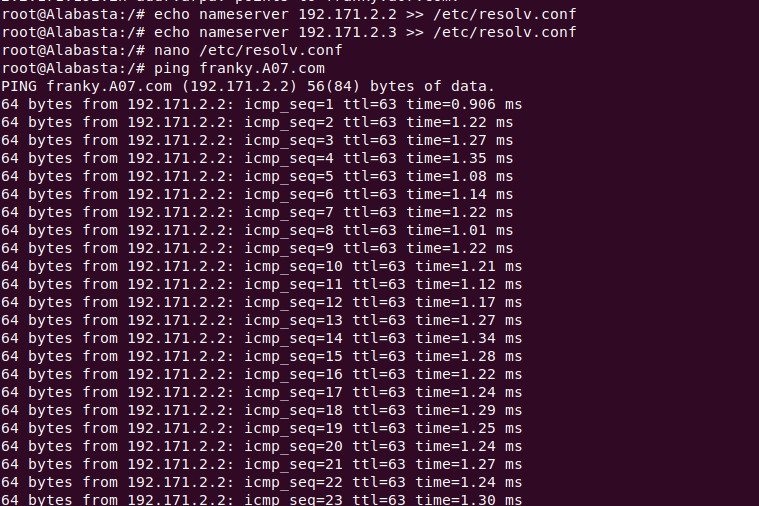 root@Alabasta:/# echo nameserver 192.171.2.2 >> /etc/resolv.conf
root@Alabasta:/# echo nameserver 192.171.2.3 >> /etc/resolv.conf
root@Alabasta:/# nano /etc/resolv.conf
root@Alabasta:/# ping franky.A07.com
PING franky.A07.com (192.171.2.2) 56(84) bytes of data.
64 bytes from 192.171.2.2: icmp_seq=1 ttl=63 time=0.906 ms
64 bytes from 192.171.2.2: icmp_seq=2 ttl=63 time=1.22 ms
64 bytes from 192.171.2.2: icmp_seq=3 ttl=63 time=1.27 ms
64 bytes from 192.171.2.2: icmp_seq=4 ttl=63 time=1.35 ms
64 bytes from 192.171.2.2: icmp_seq=5 ttl=63 time=1.08 ms
64 bytes from 192.171.2.2: icmp_seq=6 ttl=63 time=1.14 ms
64 bytes from 192.171.2.2: icmp_seq=7 ttl=63 time=1.22 ms
64 bytes from 192.171.2.2: icmp_seq=8 ttl=63 time=1.01 ms
64 bytes from 192.171.2.2: icmp_seq=9 ttl=63 time=1.22 ms
64 bytes from 192.171.2.2: icmp_seq=10 ttl=63 time=1.21 ms
64 bytes from 192.171.2.2: icmp_seq=11 ttl=63 time=1.12 ms
64 bytes from 192.171.2.2: icmp_seq=12 ttl=63 time=1.17 ms
64 bytes from 192.171.2.2: icmp_seq=13 ttl=63 time=1.27 ms
64 bytes from 192.171.2.2: icmp_seq=14 ttl=63 time=1.34 ms
64 bytes from 192.171.2.2: icmp_seq=15 ttl=63 time=1.28 ms
64 bytes from 192.171.2.2: icmp_seq=16 ttl=63 time=1.22 ms
64 bytes from 192.171.2.2: icmp_seq=17 ttl=63 time=1.24 ms
64 bytes from 192.171.2.2: icmp_seq=18 ttl=63 time=1.29 ms
64 bytes from 192.171.2.2: icmp_seq=19 ttl=63 time=1.25 ms
64 bytes from 192.171.2.2: icmp_seq=20 ttl=63 time=1.24 ms
64 bytes from 192.171.2.2: icmp_seq=21 ttl=63 time=1.27 ms
64 bytes from 192.171.2.2: icmp_seq=22 ttl=63 time=1.24 ms
64 bytes from 192.171.2.2: icmp_seq=23 ttl=63 time=1.30 ms